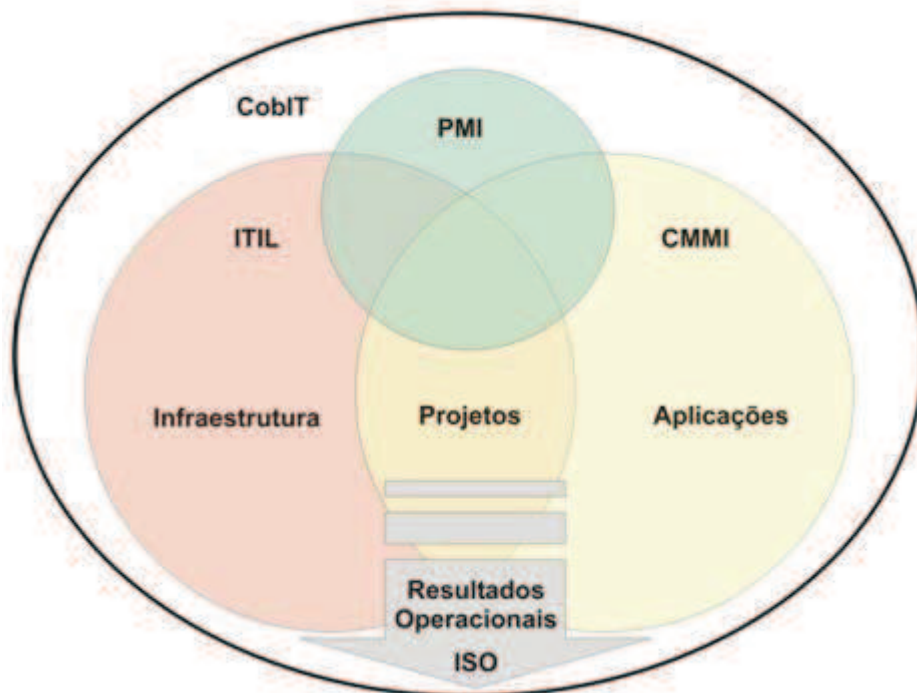 CobIT
PMI
ITIL
CMMI
Infraestrutura
Projetos
Aplicações
Resultados
Operacionais
ISO